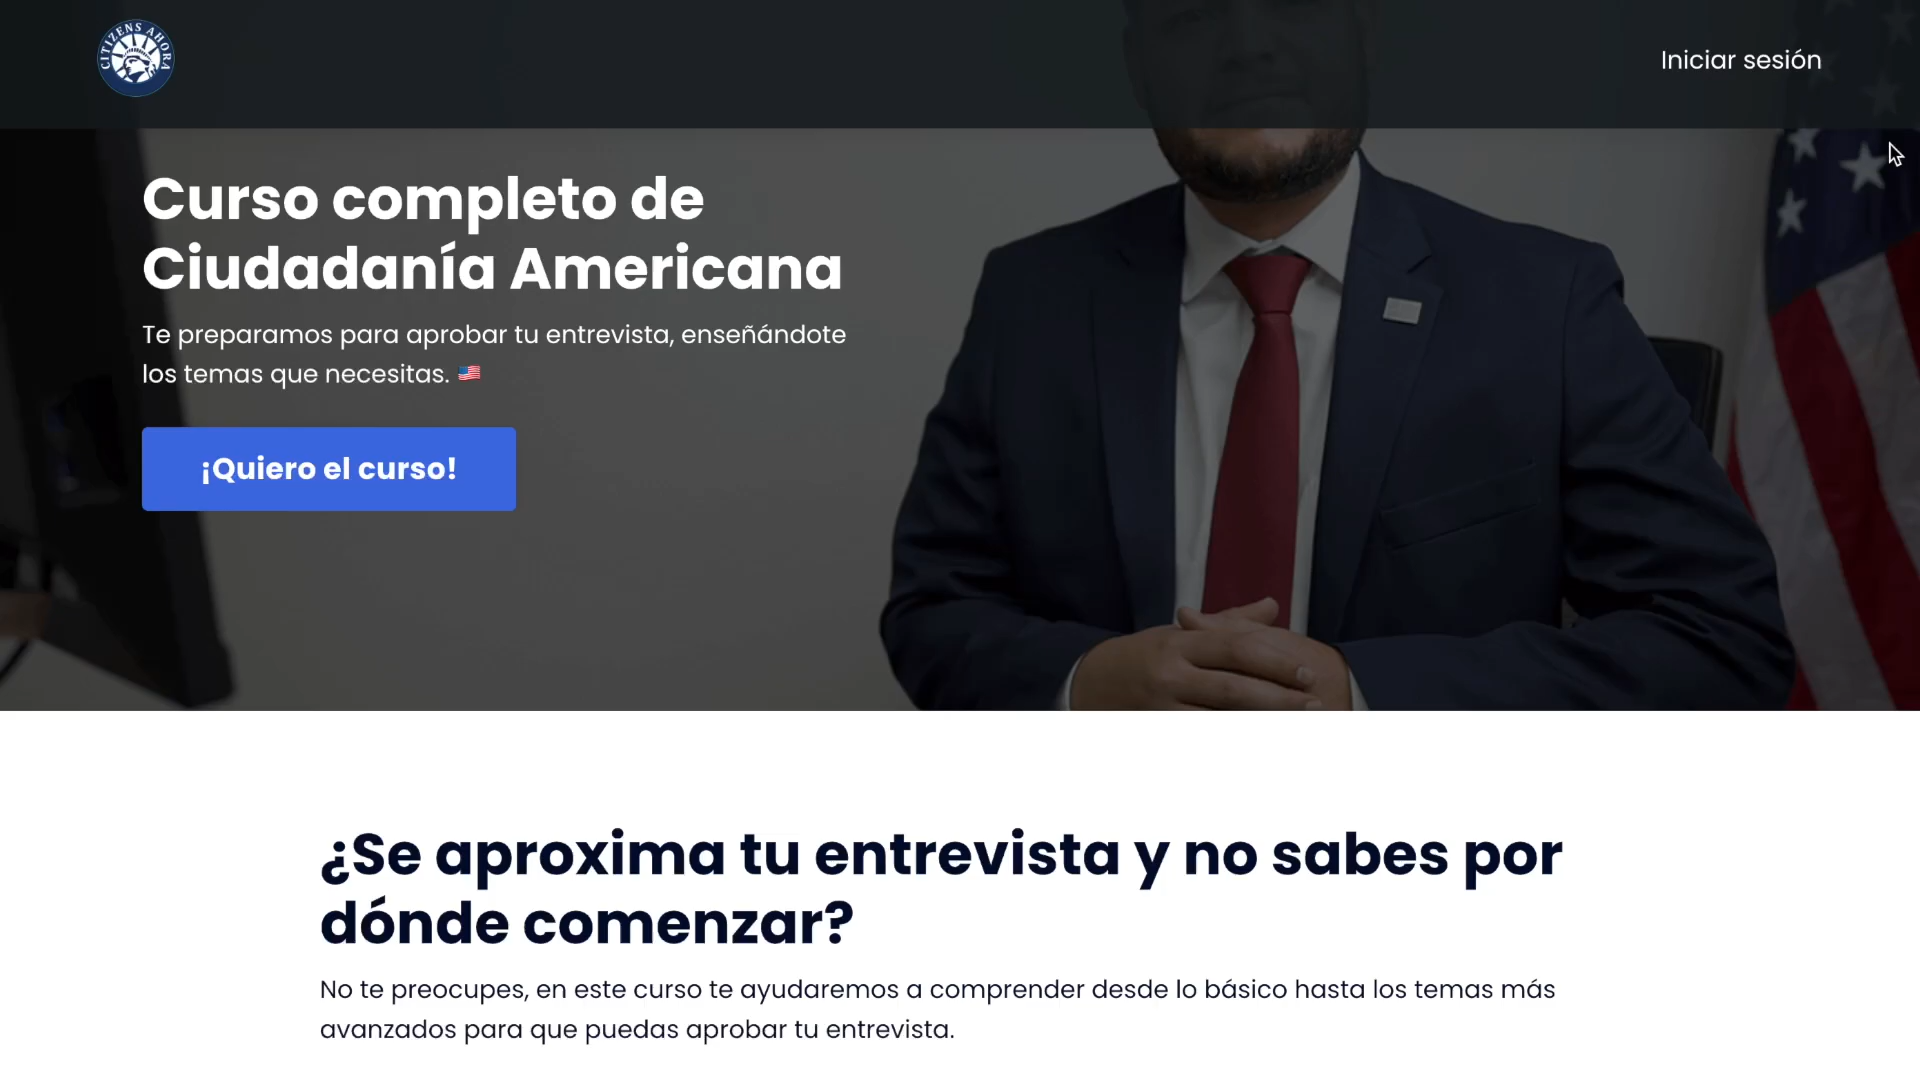 CITIZENS AHORA
Iniciar sesión
Curso completo de
Ciudadanía Americana
Te preparamos para aprobar tu entrevista, enseñándote
los temas que necesitas. 🇺🇸
¡Quiero el curso!
¿Se aproxima tu entrevista y no sabes por
dónde comenzar?
No te preocupes, en este curso te ayudaremos a comprender desde lo básico hasta los temas más
avanzados para que puedas aprobar tu entrevista.